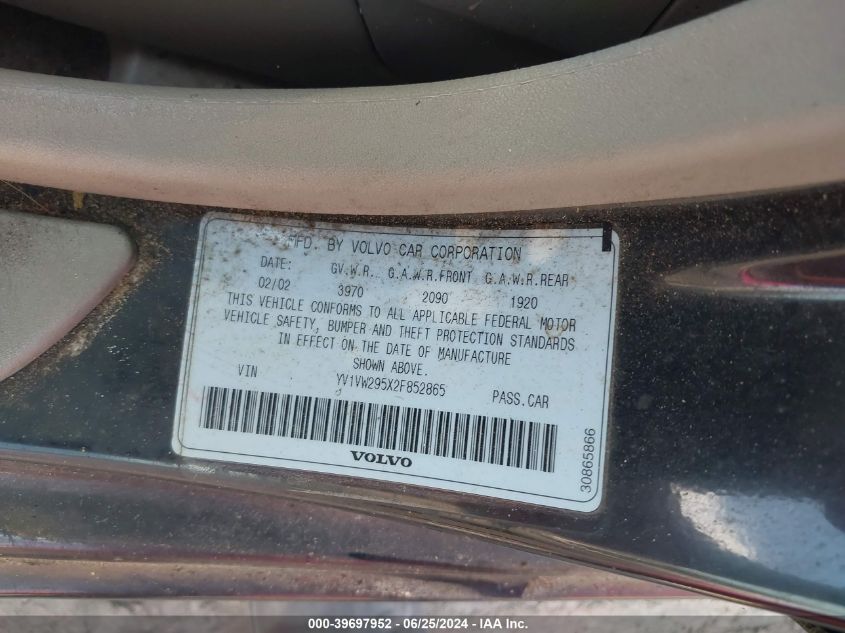 MFD. BY VOLVO CAR CORPORATION
DATE: GV.W.R. G.A.W.R.FRONT G.A.W.R.REAR
02/02 3970 2090 1920
THIS VEHICLE CONFORMS TO ALL APPLICABLE FEDERAL MOTOR
VEHICLE SAFETY, BUMPER AND THEFT PROTECTION STANDARDS
IN EFFECT ON THE DATE OF MANUFACTURE
SHOWN ABOVE.
VIN YV1VW295X2F852865 PASS.CAR
VOLVO
30865866
000-39697952 - 06/25/2024 - IAA Inc.